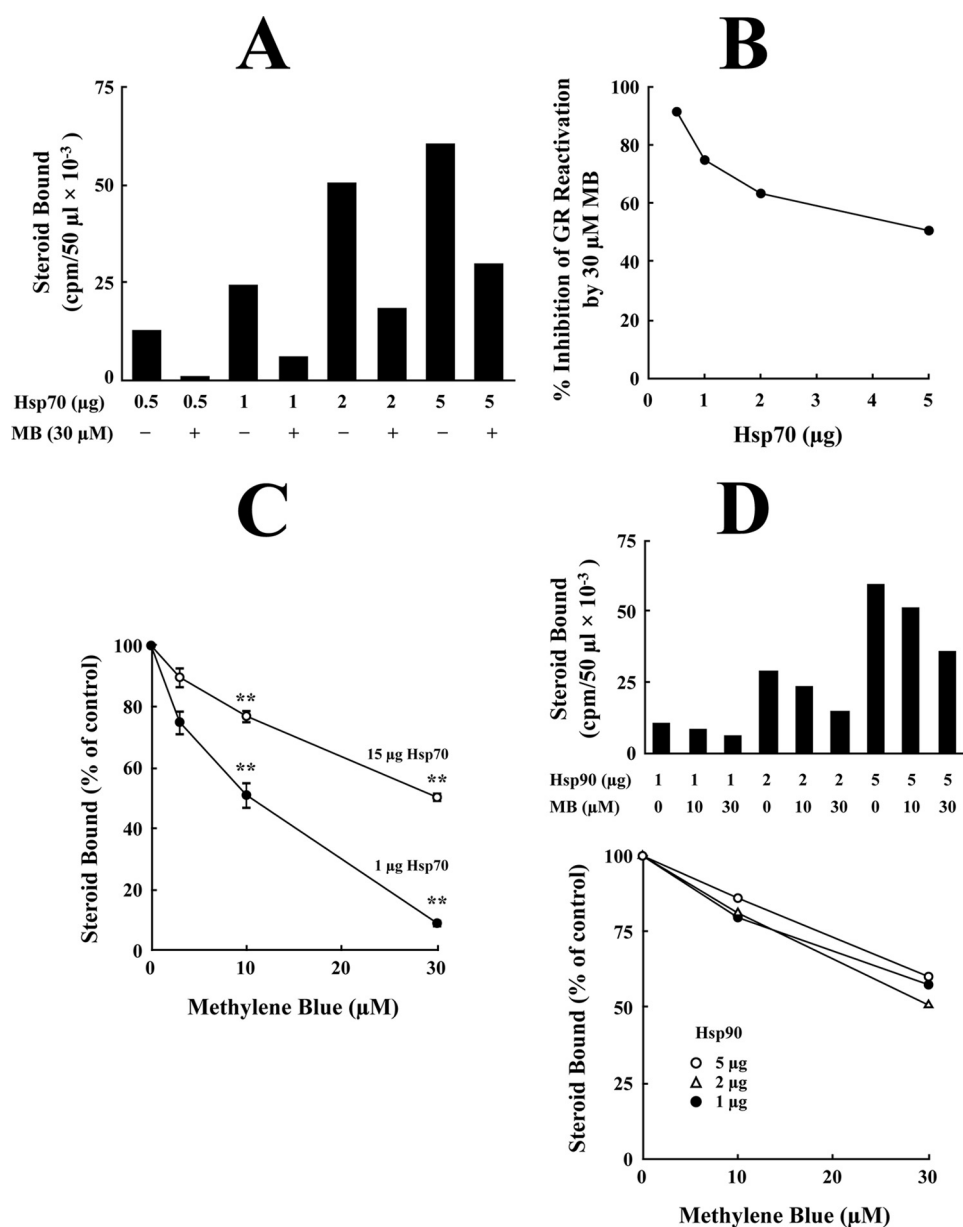 A
Steroid Bound
(cpm/50 µl × 10⁻³)
75
50
25
0
Hsp70 (µg) 0.5 0.5 1 1 2 2 5 5
MB (30 µM) − + − + − + − +
B
% Inhibition of GR Reactivation
by 30 µM MB
100
80
60
40
20
0
0 1 2 3 4 5
Hsp70 (µg)
C
Steroid Bound (% of control)
100
80
60
40
20
0
**
**
15 µg Hsp70
**
1 µg Hsp70
**
0 10 20 30
Methylene Blue (µM)
D
Steroid Bound
(cpm/50 µl × 10⁻³)
75
50
25
0
Hsp90 (µg) 1 1 1 2 2 2 5 5 5
MB (µM) 0 10 30 0 10 30 0 10 30
Steroid Bound (% of control)
100
75
50
25
0
Hsp90
5 µg
2 µg
1 µg
0 10 20 30
Methylene Blue (µM)